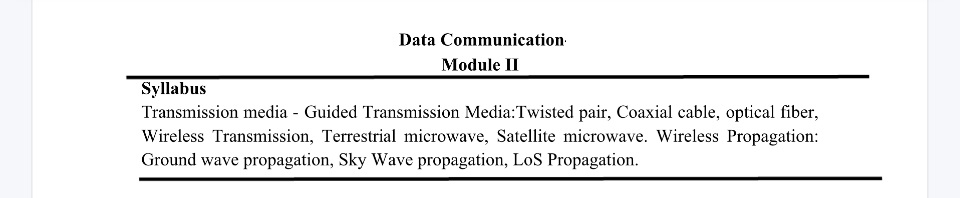 Data Communication
Module II
Syllabus
Transmission media - Guided Transmission Media:Twisted pair, Coaxial cable, optical fiber,
Wireless Transmission, Terrestrial microwave, Satellite microwave. Wireless Propagation:
Ground wave propagation, Sky Wave propagation, LoS Propagation.